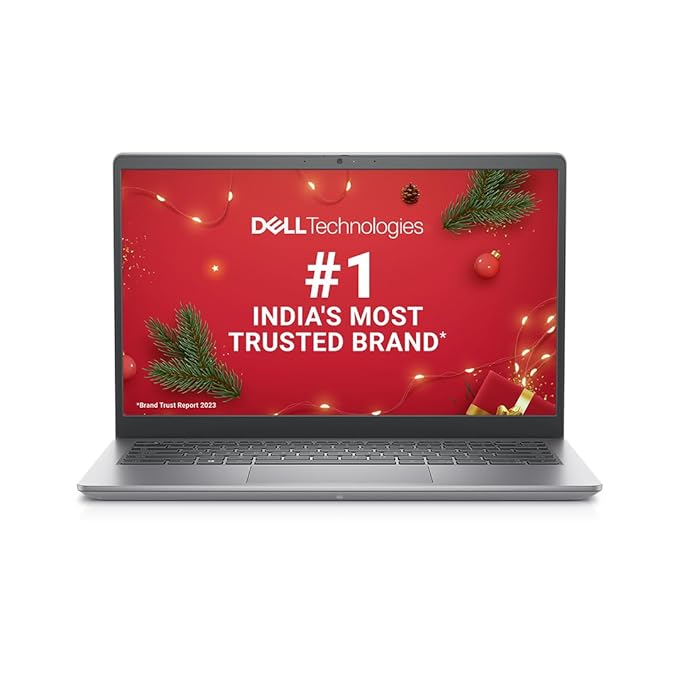 DELLTechnologies
#1
INDIA'S MOST
TRUSTED BRAND*
*Brand Trust Report 2023